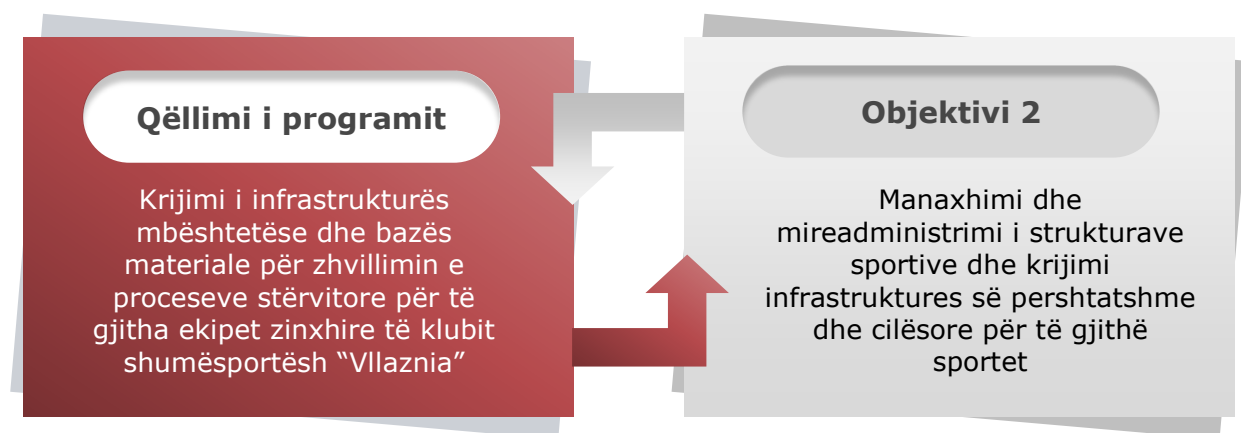 Qëllimi i programit
Krijimi i infrastrukturës
mbështetëse dhe bazës
materiale për zhvillimin e
proceseve stërvitore për të
gjitha ekipet zinxhire të klubit
shumësportësh “Vllaznia”
Objektivi 2
Manaxhimi dhe
mireadministrimi i strukturave
sportive dhe krijimi
infrastruktures së pershtatshme
dhe cilësore për të gjithë
sportet